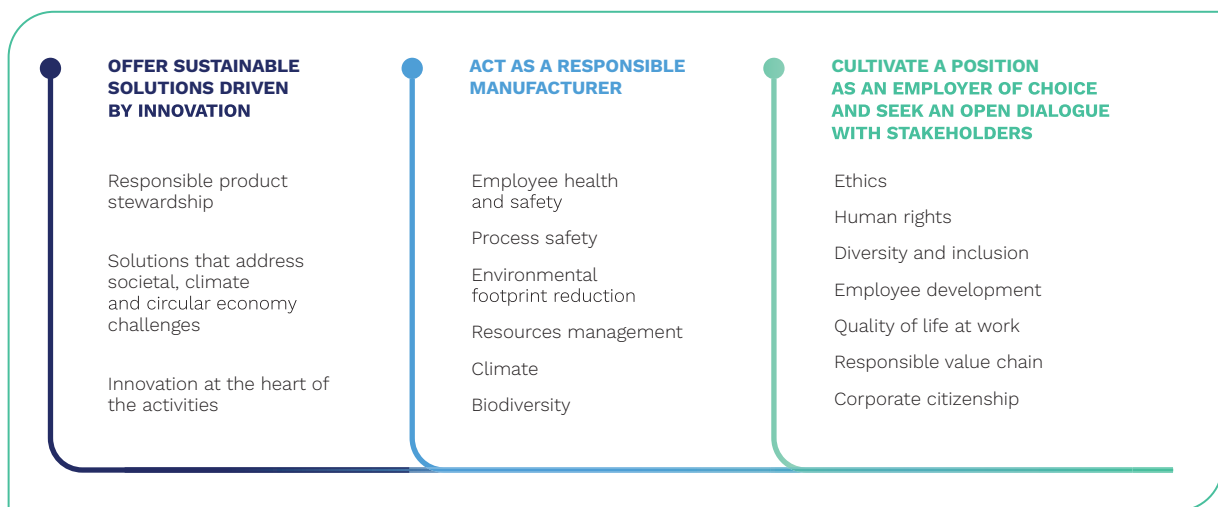 OFFER SUSTAINABLE
SOLUTIONS DRIVEN
BY INNOVATION
Responsible product
stewardship
Solutions that address
societal, climate
and circular economy
challenges
Innovation at the heart of
the activities
ACT AS A RESPONSIBLE
MANUFACTURER
Employee health
and safety
Process safety
Environmental
footprint reduction
Resources management
Climate
Biodiversity
CULTIVATE A POSITION
AS AN EMPLOYER OF CHOICE
AND SEEK AN OPEN DIALOGUE
WITH STAKEHOLDERS
Ethics
Human rights
Diversity and inclusion
Employee development
Quality of life at work
Responsible value chain
Corporate citizenship